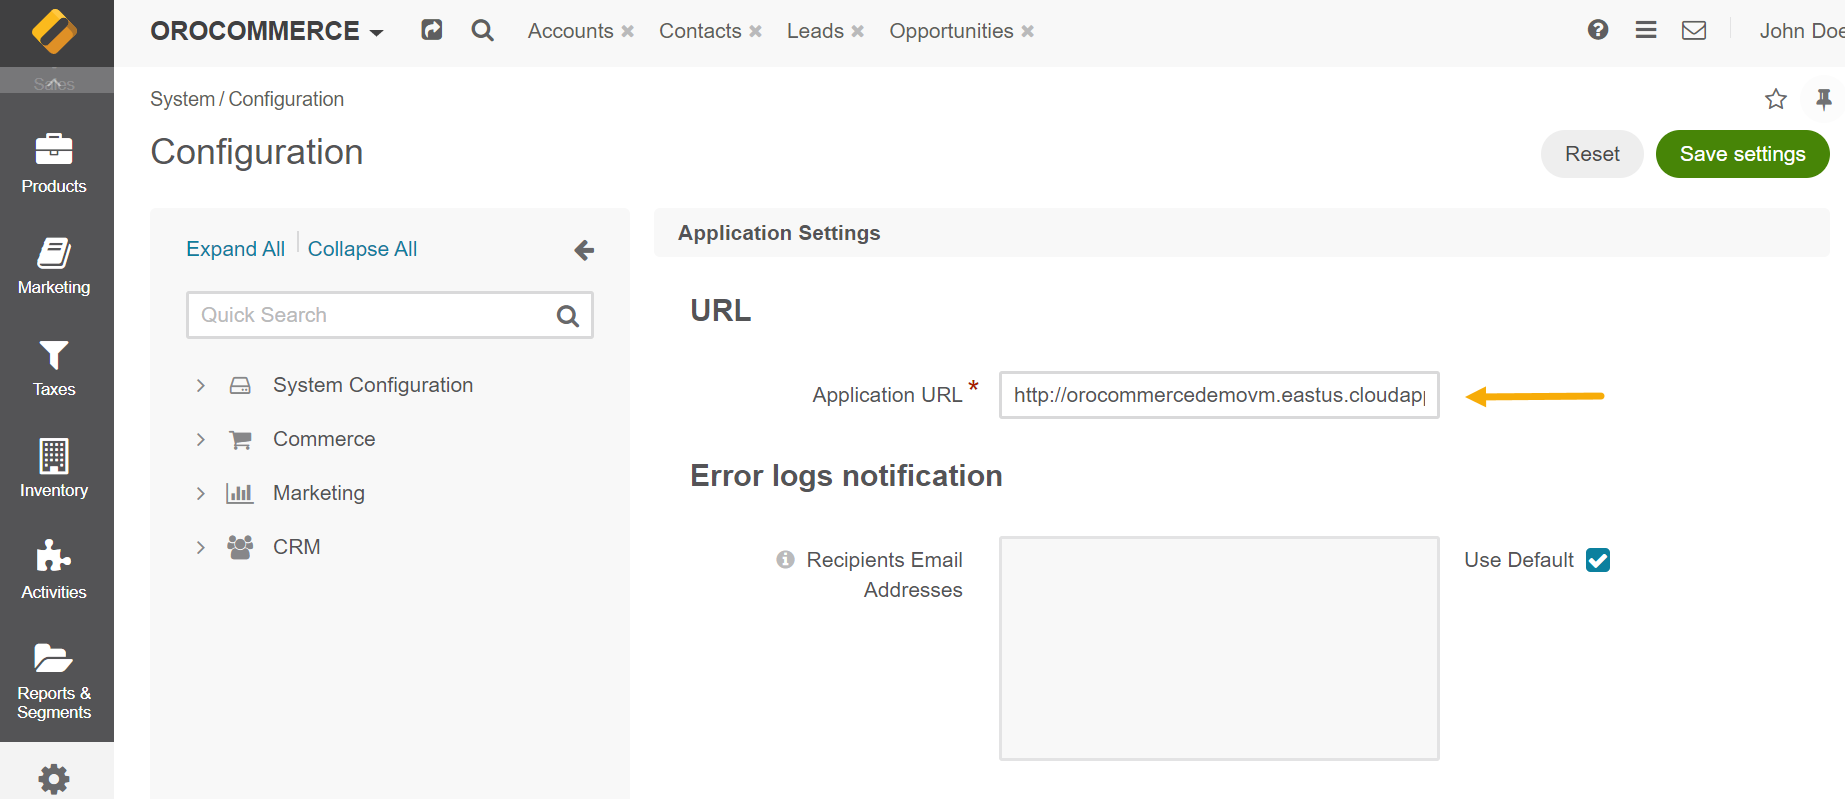 OROCOMMERCE
Accounts
Contacts
Leads
Opportunities
John Doe
Sales
System / Configuration
Configuration
Reset
Save settings
Products
Marketing
Taxes
Inventory
Activities
Reports &
Segments
Expand All
Collapse All
Quick Search
System Configuration
Commerce
Marketing
CRM
Application Settings
URL
Application URL *
http://orocommercedemovm.eastus.cloudapp
Error logs notification
Recipients Email
Addresses
Use Default